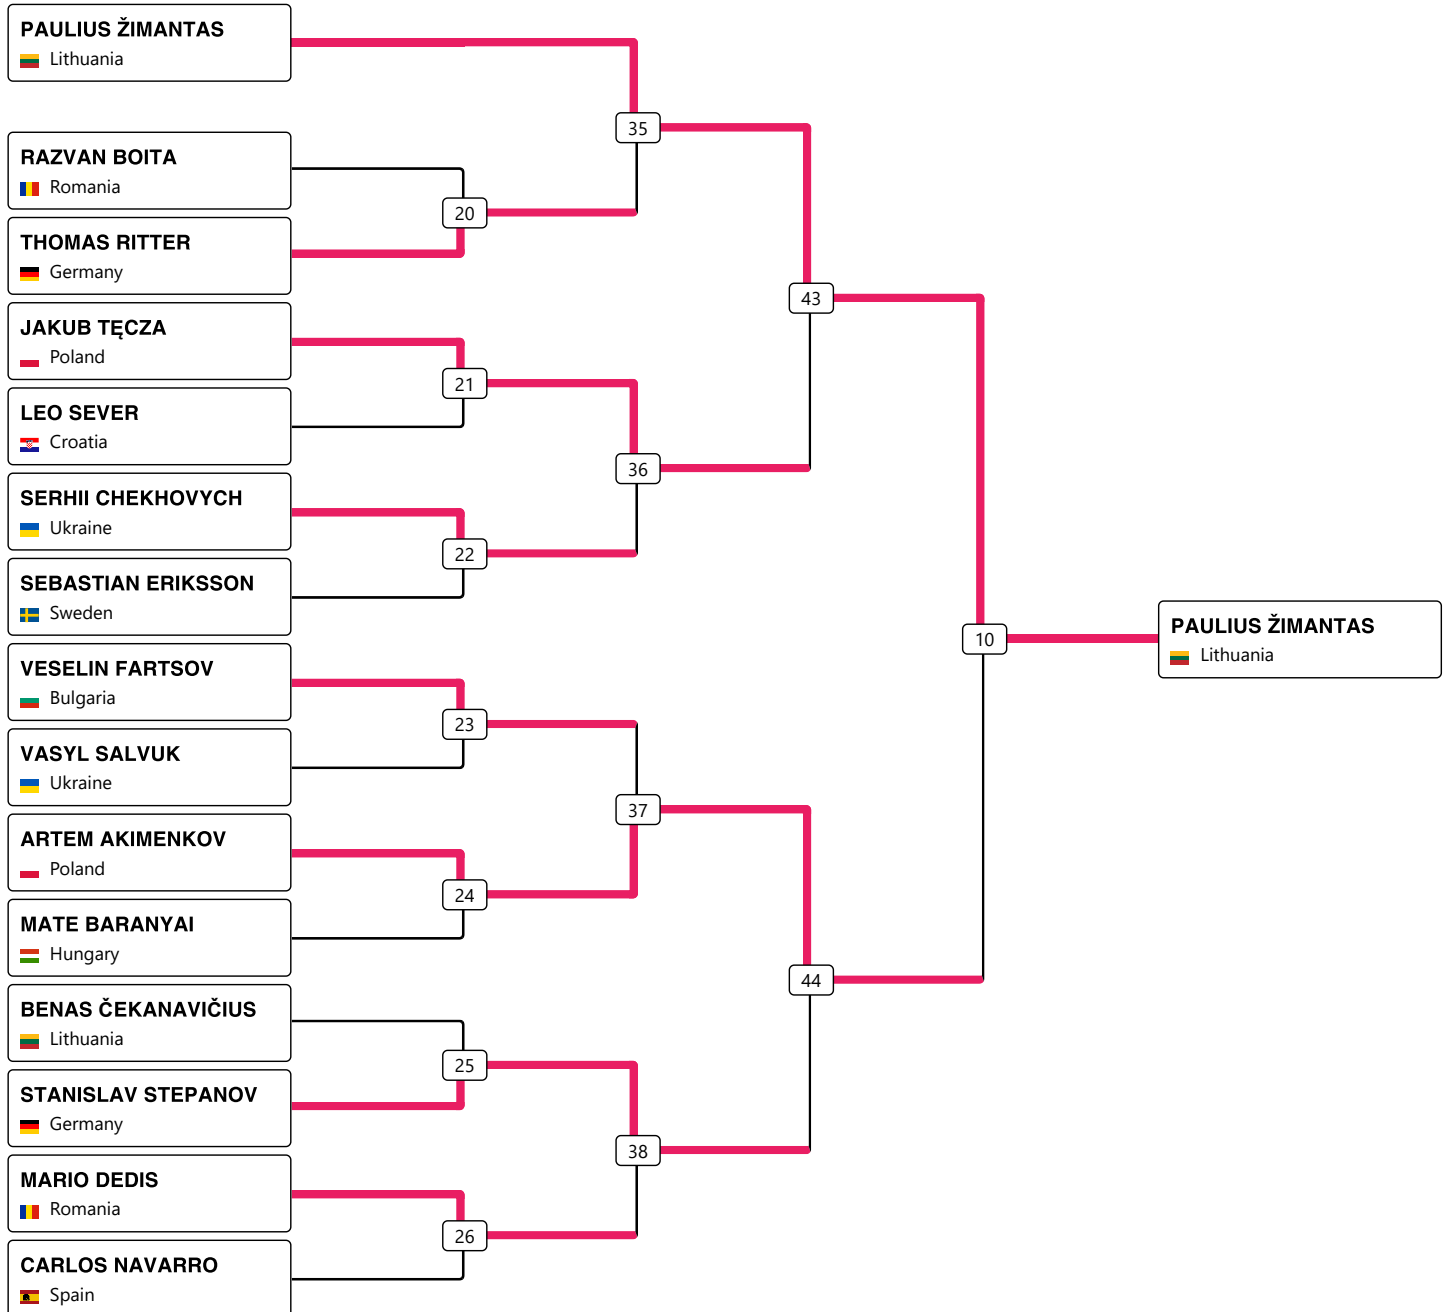 PAULIUS ŽIMANTAS
Lithuania
35
RAZVAN BOITA
Romania
20
THOMAS RITTER
Germany
43
JAKUB TĘCZA
Poland
21
LEO SEVER
Croatia
36
SERHII CHEKHOVYCH
Ukraine
22
SEBASTIAN ERIKSSON
Sweden
10
PAULIUS ŽIMANTAS
Lithuania
VESELIN FARTSOV
Bulgaria
23
VASYL SALVUK
Ukraine
37
ARTEM AKIMENKOV
Poland
24
MATE BARANYAI
Hungary
44
BENAS ČEKANAVIČIUS
Lithuania
25
STANISLAV STEPANOV
Germany
38
MARIO DEDIS
Romania
26
CARLOS NAVARRO
Spain